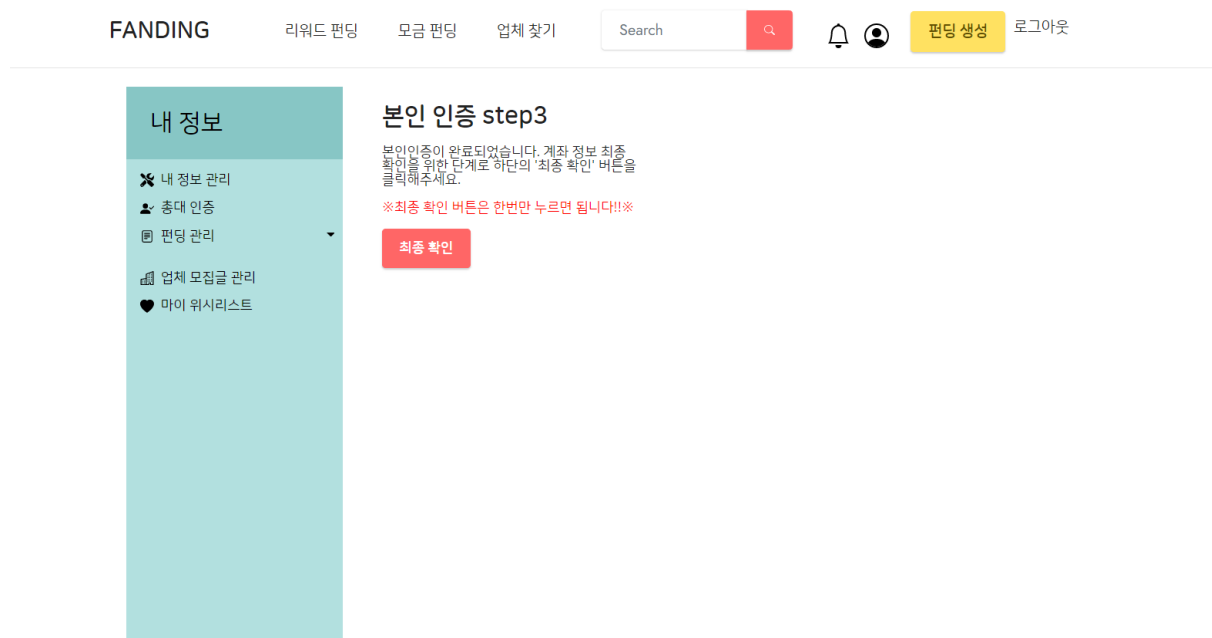 FANDING
리워드 펀딩
모금 펀딩
업체 찾기
Search
펀딩 생성
로그아웃
내 정보
내 정보 관리
총대 인증
펀딩 관리
업체 모집글 관리
마이 위시리스트
본인 인증 step3
본인인증이 완료되었습니다. 계좌 정보 최종
확인을 위한 단계로 하단의 '최종 확인' 버튼을
클릭해주세요.
※최종 확인 버튼은 한번만 누르면 됩니다!!※
최종 확인